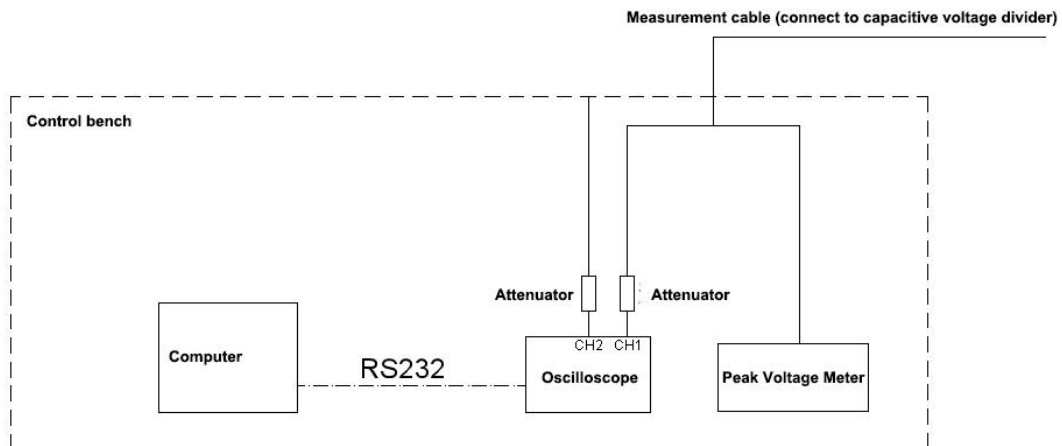 Measurement cable (connect to capacitive voltage divider)
Control bench
Attenuator
Attenuator
CH2 CH1
Computer
RS232
Oscilloscope
Peak Voltage Meter